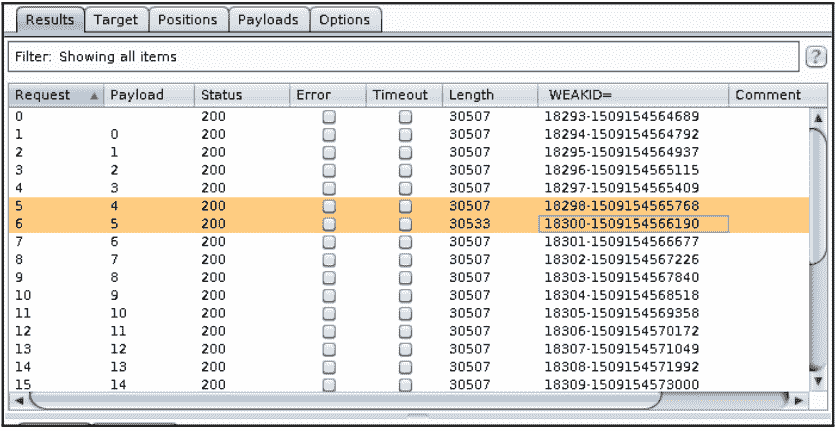 Results Target Positions Payloads Options
Filter: Showing all items ?
Request Payload Status Error Timeout Length WEAKID= Comment
0 200 30507 18293-1509154564689
1 0 200 30507 18294-1509154564792
2 1 200 30507 18295-1509154564937
3 2 200 30507 18296-1509154565115
4 3 200 30507 18297-1509154565409
5 4 200 30507 18298-1509154565768
6 5 200 30533 18300-1509154566190
7 6 200 30507 18301-1509154566677
8 7 200 30507 18302-1509154567226
9 8 200 30507 18303-1509154567840
10 9 200 30507 18304-1509154568518
11 10 200 30507 18305-1509154569358
12 11 200 30507 18306-1509154570172
13 12 200 30507 18307-1509154571049
14 13 200 30507 18308-1509154571992
15 14 200 30507 18309-1509154573000